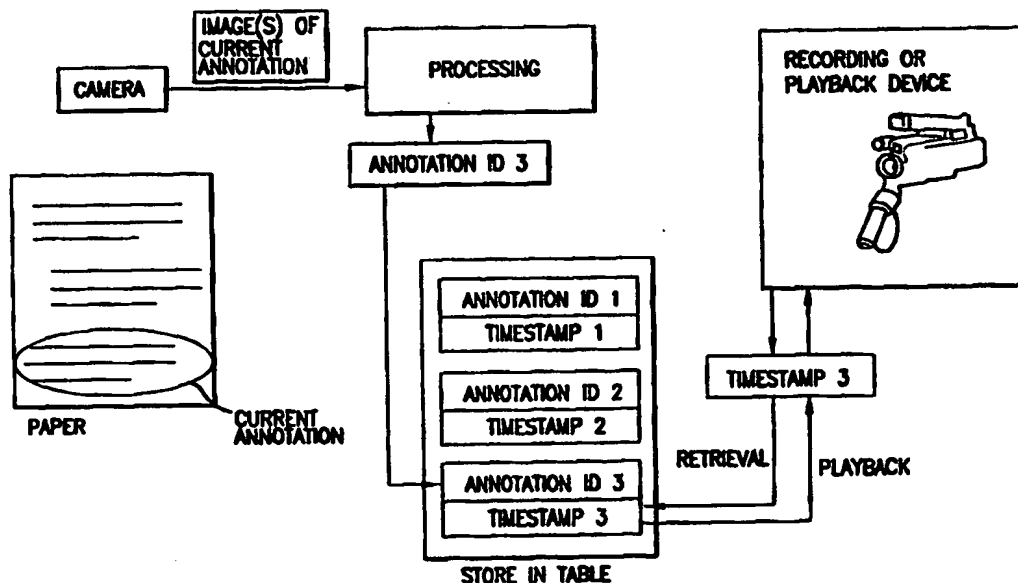 IMAGE(S) OF
CURRENT
ANNOTATION
CAMERA
PROCESSING
RECORDING OR
PLAYBACK DEVICE
ANNOTATION ID 3
ANNOTATION ID 1
TIMESTAMP 1
ANNOTATION ID 2
TIMESTAMP 2
ANNOTATION ID 3
TIMESTAMP 3
TIMESTAMP 3
RETRIEVAL
PLAYBACK
PAPER
CURRENT
ANNOTATION
STORE IN TABLE